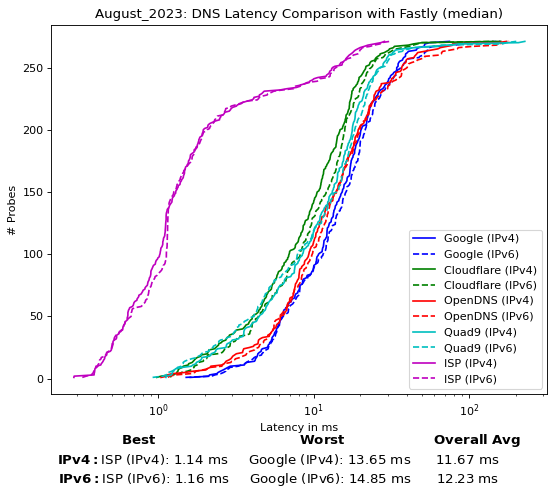 August_2023: DNS Latency Comparison with Fastly (median)
250
200
150
100
50
0
# Probes
10^0
10^1
10^2
Latency in ms
Google (IPv4)
Google (IPv6)
Cloudflare (IPv4)
Cloudflare (IPv6)
OpenDNS (IPv4)
OpenDNS (IPv6)
Quad9 (IPv4)
Quad9 (IPv6)
ISP (IPv4)
ISP (IPv6)
Best Worst Overall Avg
IPv4: ISP (IPv4): 1.14 ms Google (IPv4): 13.65 ms 11.67 ms
IPv6: ISP (IPv6): 1.16 ms Google (IPv6): 14.85 ms 12.23 ms